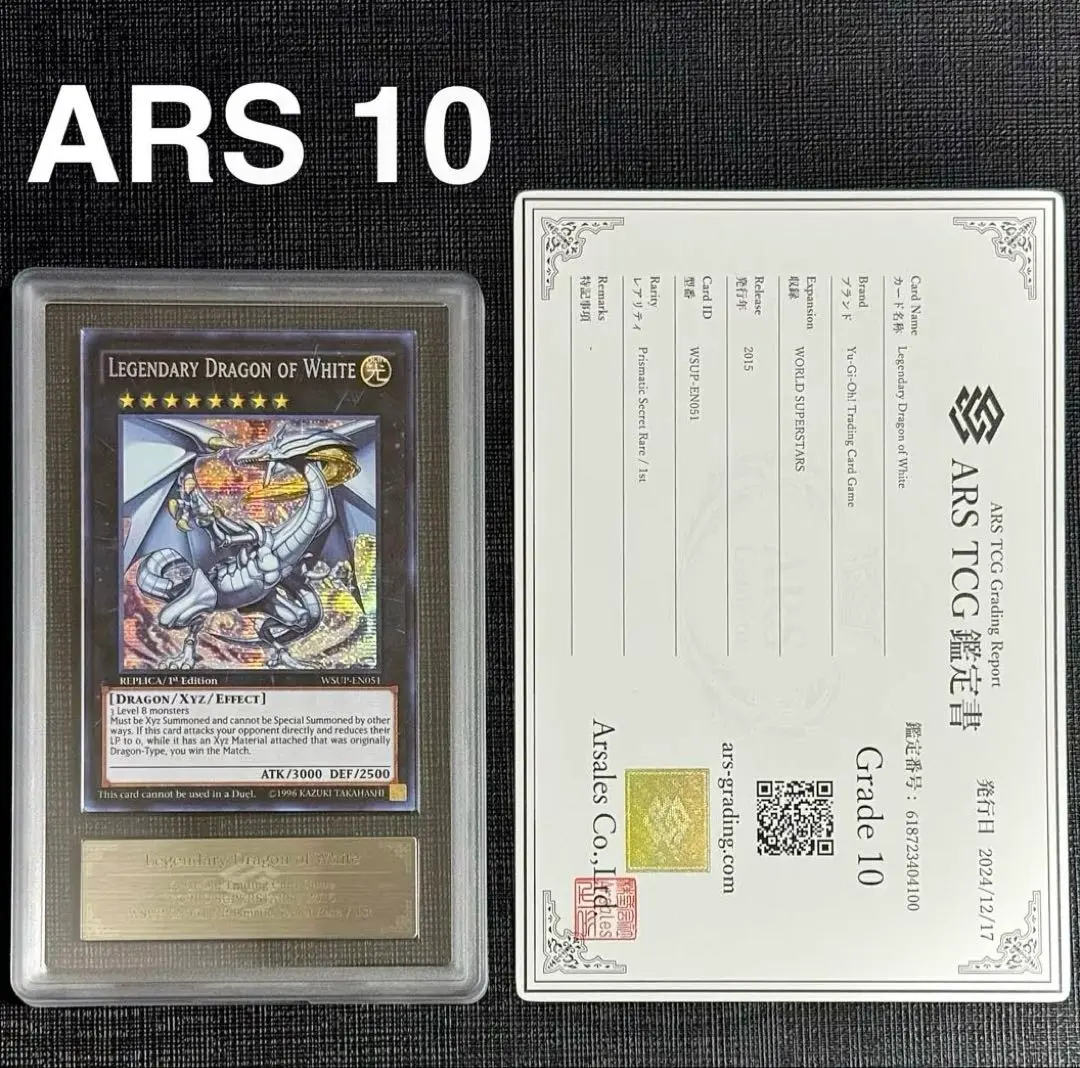 ARS 10
LEGENDARY DRAGON OF WHITE
光
REPLICA/1st Edition WSUP-EN051
[DRAGON/XYZ/EFFECT]
3 Level 8 monsters
Must be Xyz Summoned and cannot be Special Summoned by other
ways. If this card attacks your opponent directly and reduces their
LP to 0, while it has an Xyz Material attached that was originally
Dragon-Type, you win the Match.
ATK/3000 DEF/2500
This card cannot be used in a Duel. ©1996 KAZUKI TAKAHASHI
Legendary Dragon of White
ARS TCG Grading Report
ARS TCG 鑑定書
Card Name
カード名称 Legendary Dragon of White
Brand
ブランド Yu-Gi-Oh! Trading Card Game
Expansion
収録 WORLD SUPERSTARS
Release
発行年 2015
Card ID
型番 WSUP-EN051
Rarity
レアリティ Prismatic Secret Rare / 1st
Remarks
特記事項 -
発行日 2024/12/17
鑑定番号：618723404100
Grade 10
ars-grading.com
Arsales Co.,Ltd.